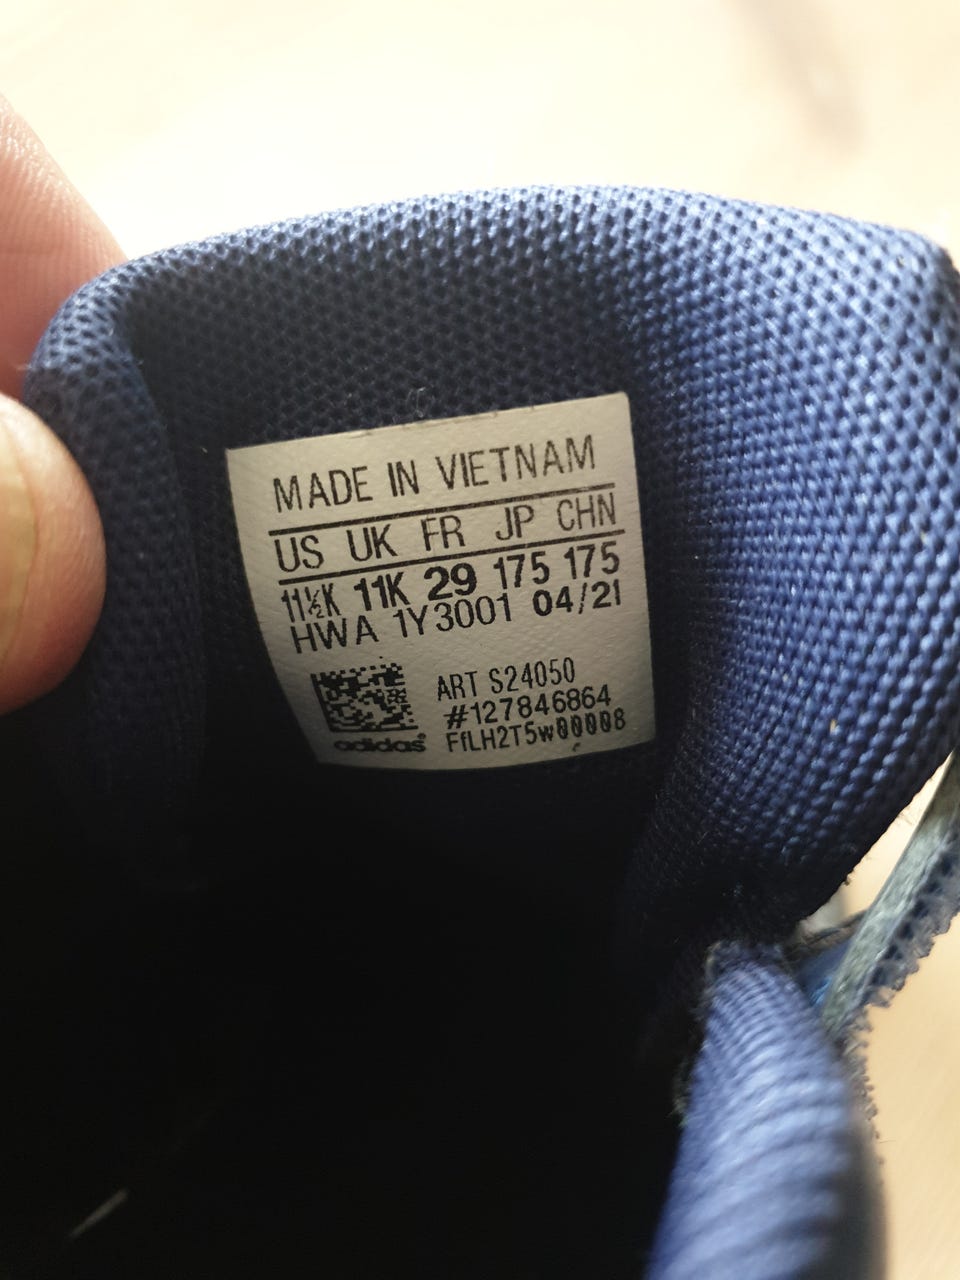 MADE IN VIETNAM
US UK FR JP CHN
11½K 11K 29 175 175
HWA 1Y3001 04/21
ART S24050
#127846864
FfLH2T5w00008
adidas®